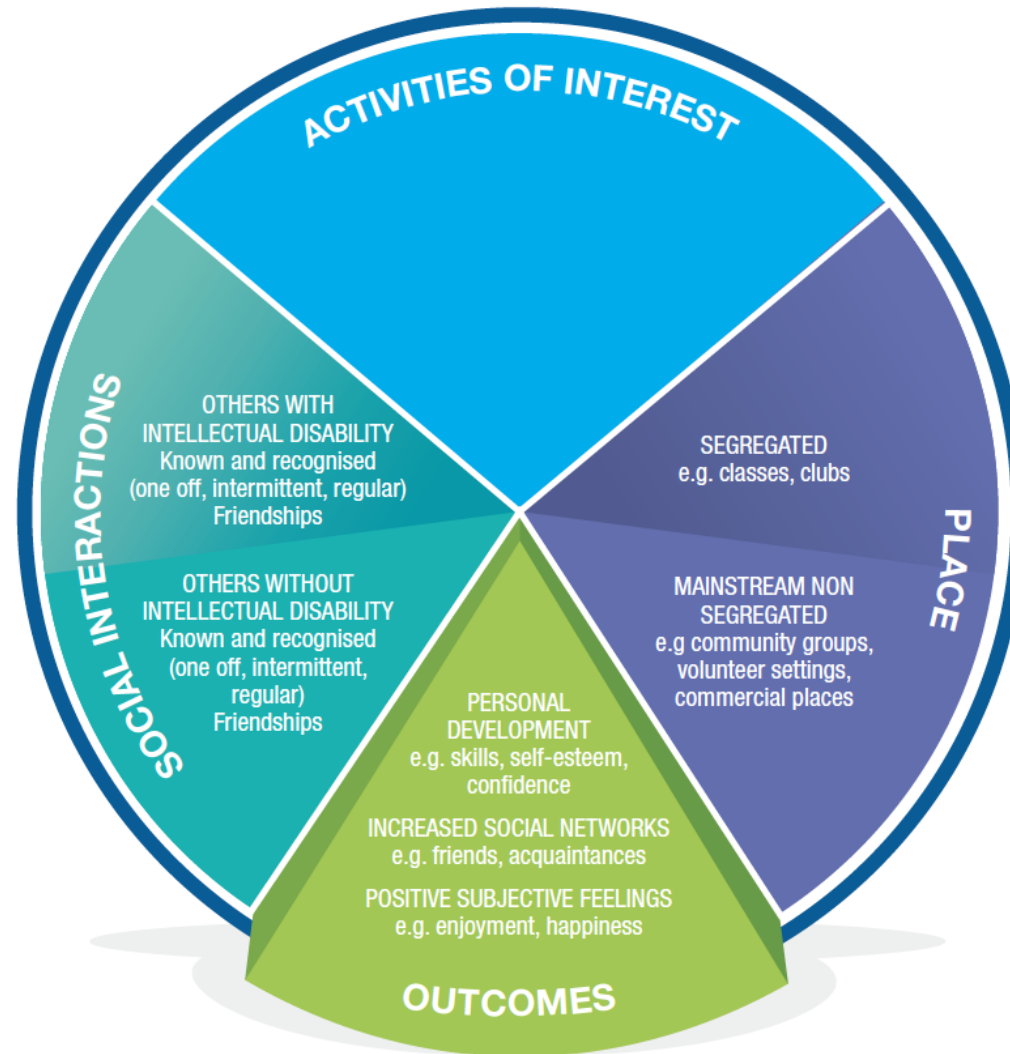 ACTIVITIES OF INTEREST
SOCIAL INTERACTIONS
OTHERS WITH
INTELLECTUAL DISABILITY
Known and recognised
(one off, intermittent, regular)
Friendships
OTHERS WITHOUT
INTELLECTUAL DISABILITY
Known and recognised
(one off, intermittent,
regular)
Friendships
PLACE
SEGREGATED
e.g. classes, clubs
MAINSTREAM NON
SEGREGATED
e.g community groups,
volunteer settings,
commercial places
PERSONAL
DEVELOPMENT
e.g. skills, self-esteem,
confidence
INCREASED SOCIAL NETWORKS
e.g. friends, acquaintances
POSITIVE SUBJECTIVE FEELINGS
e.g. enjoyment, happiness
OUTCOMES